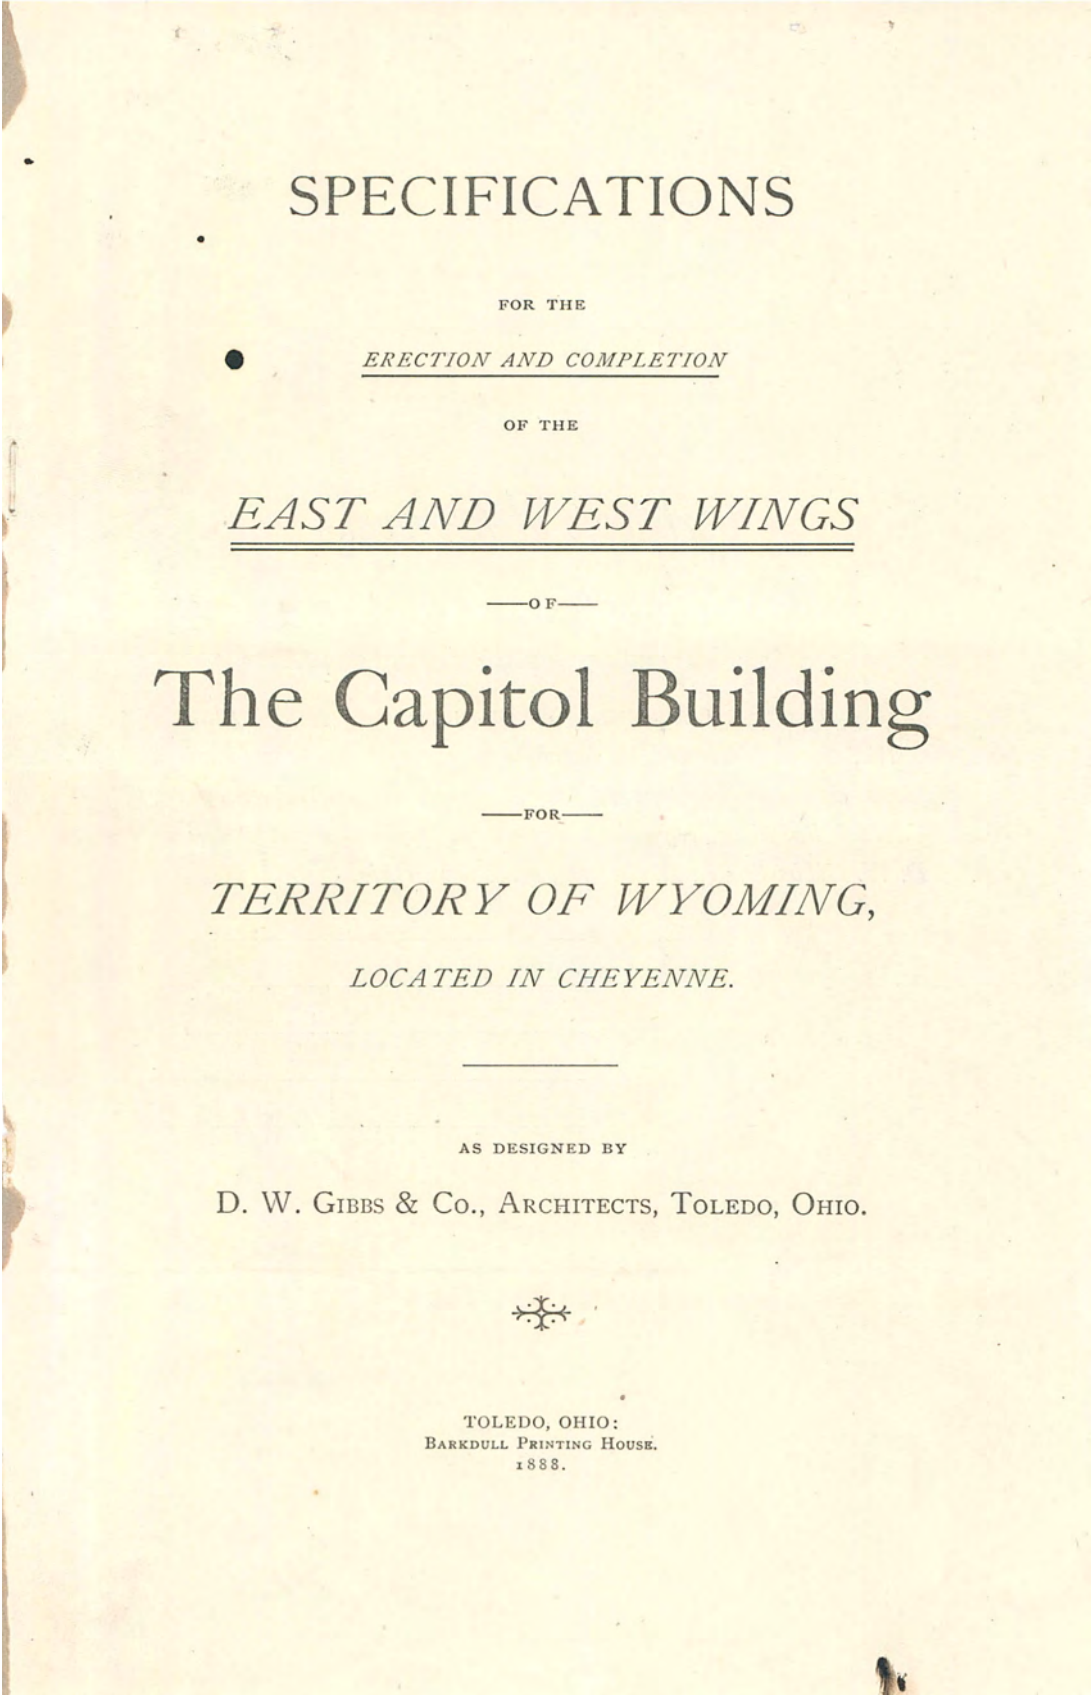 SPECIFICATIONS
FOR THE
ERECTION AND COMPLETION
OF THE
EAST AND WEST WINGS
—OF—
The Capitol Building
—FOR—
TERRITORY OF WYOMING,
LOCATED IN CHEYENNE.
AS DESIGNED BY
D. W. GIBBS & CO., ARCHITECTS, TOLEDO, OHIO.
TOLEDO, OHIO:
BARKDULL PRINTING HOUSE.
1888.